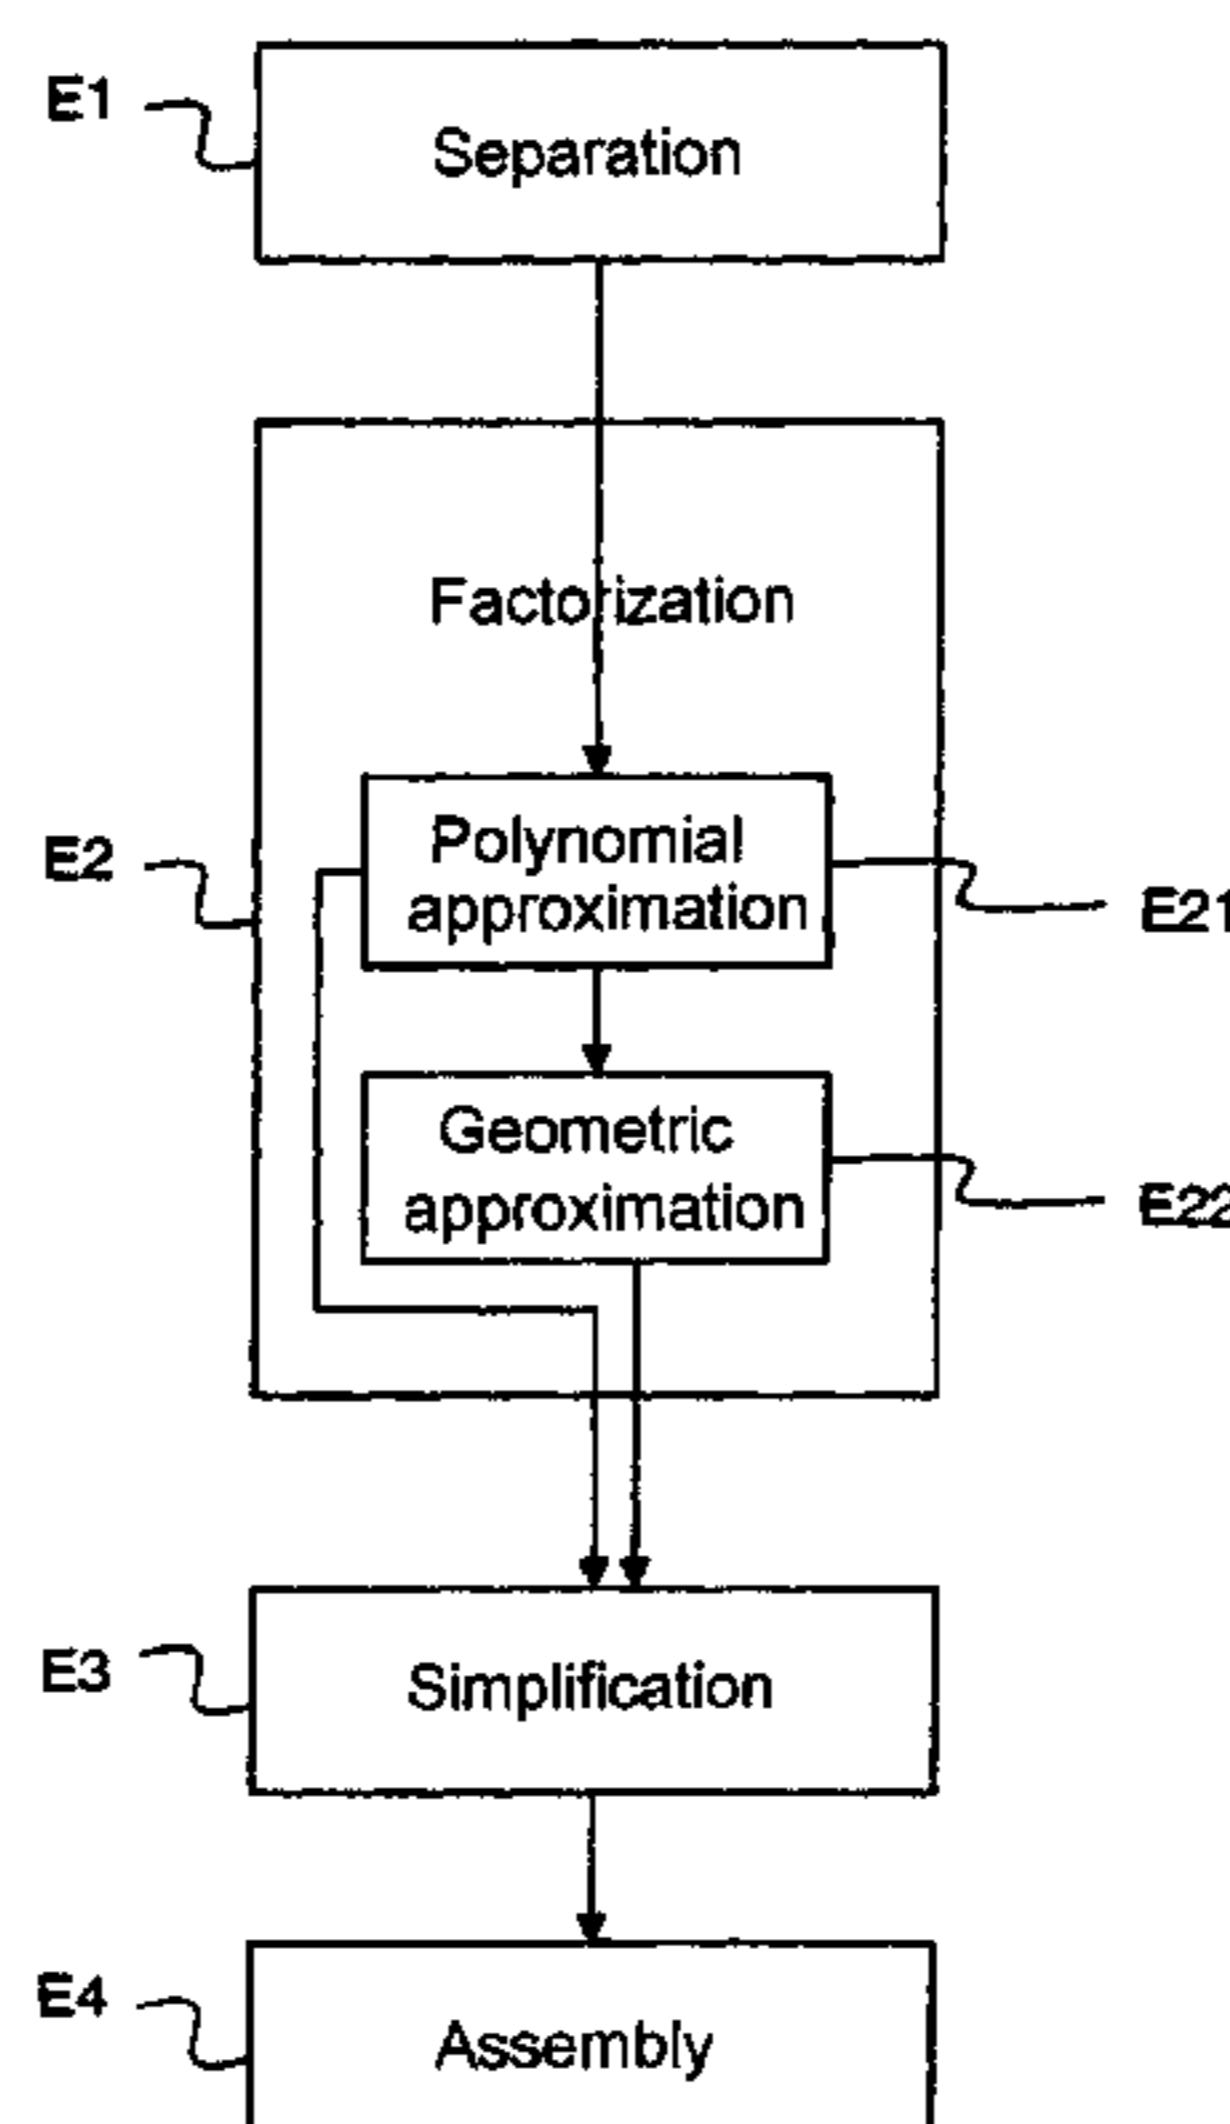 E1
Separation
Factorization
E2
Polynomial
approximation
E21
Geometric
approximation
E22
E3
Simplification
E4
Assembly